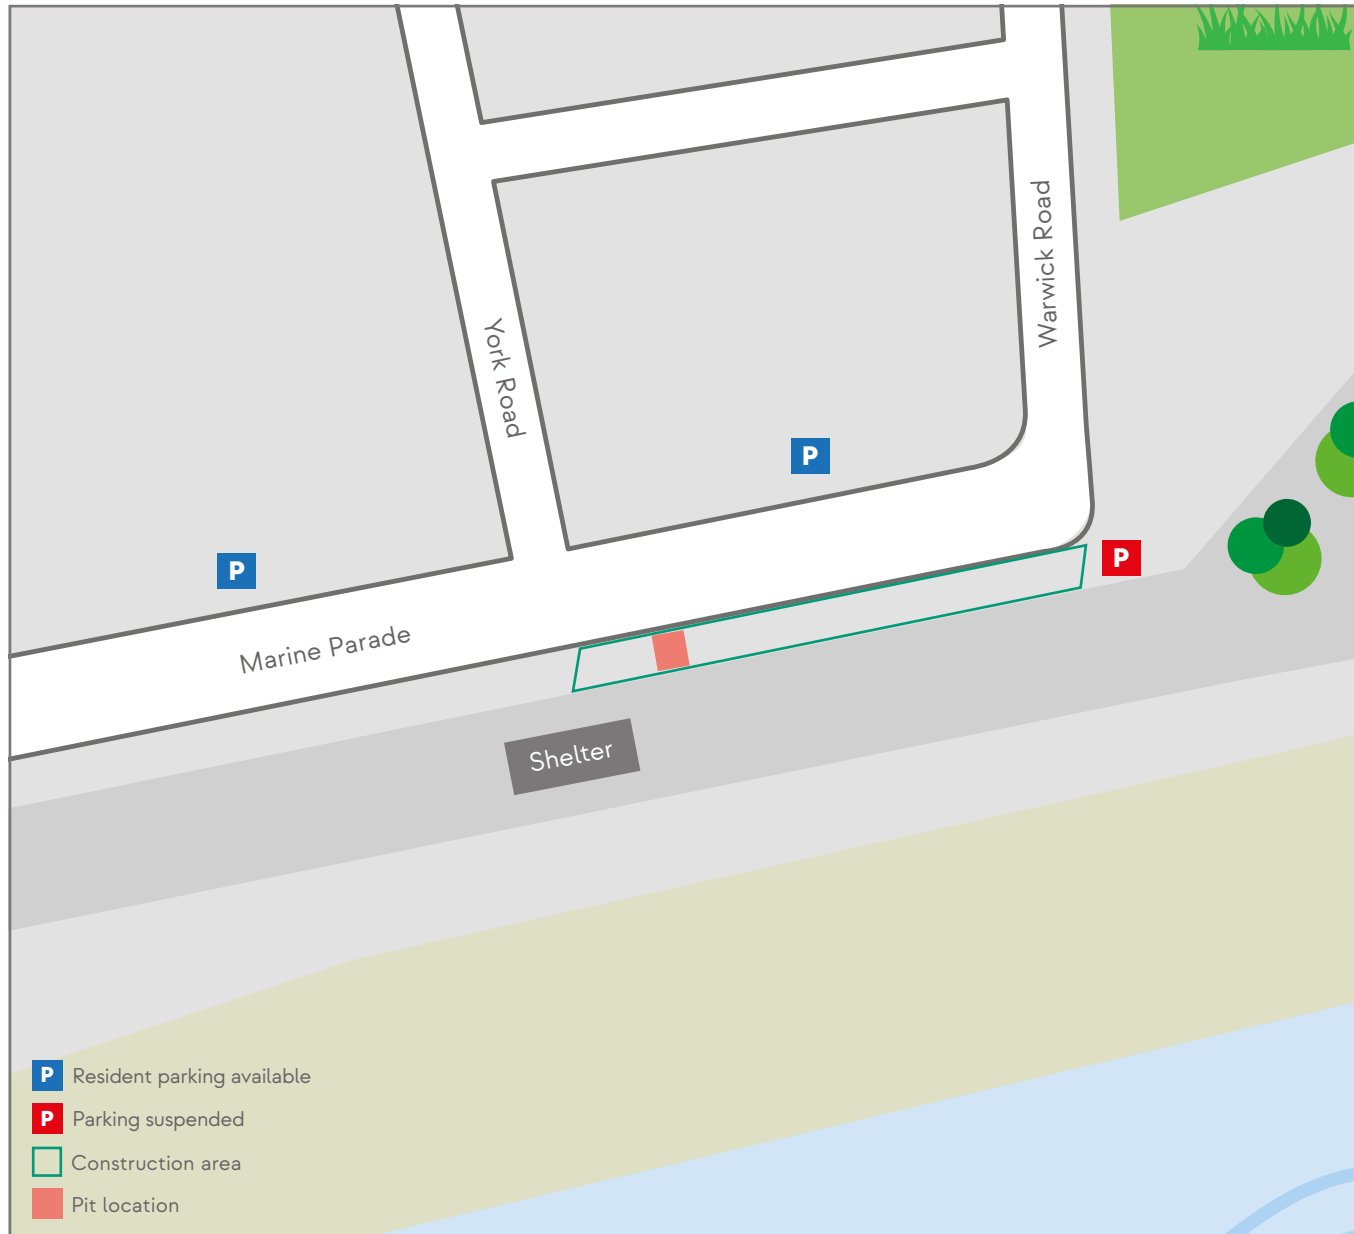 Warwick Road
York Road
P
P
P
Marine Parade
Shelter
P Resident parking available
P Parking suspended
Construction area
Pit location